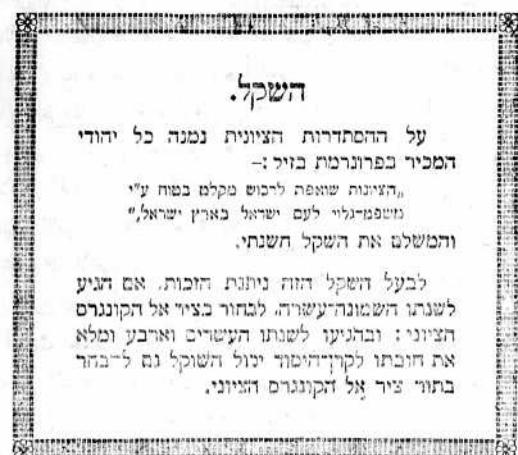 השקל.
על ההסתדרות הציונית נמנה כל יהודי
המכיר בפרוגרמת בזיל :–
„הציונות שואפת לרכוש מקלט בטוח ע״י
משפט־גלוי לעם ישראל בארץ ישראל,"
והמשלם את השקל השנתי.
לבעל השקל הזה ניתנת הזכות, אם הגיע
לשנתו השמונה־עשרה, לבחור בציר אל הקונגרס
הציוני ; ובהגיעו לשנתו העשרים וארבע ומלא
את חובתו לקרן־היסוד יכול השוקל גם להבחר
בתור ציר אל הקונגרס הציוני.